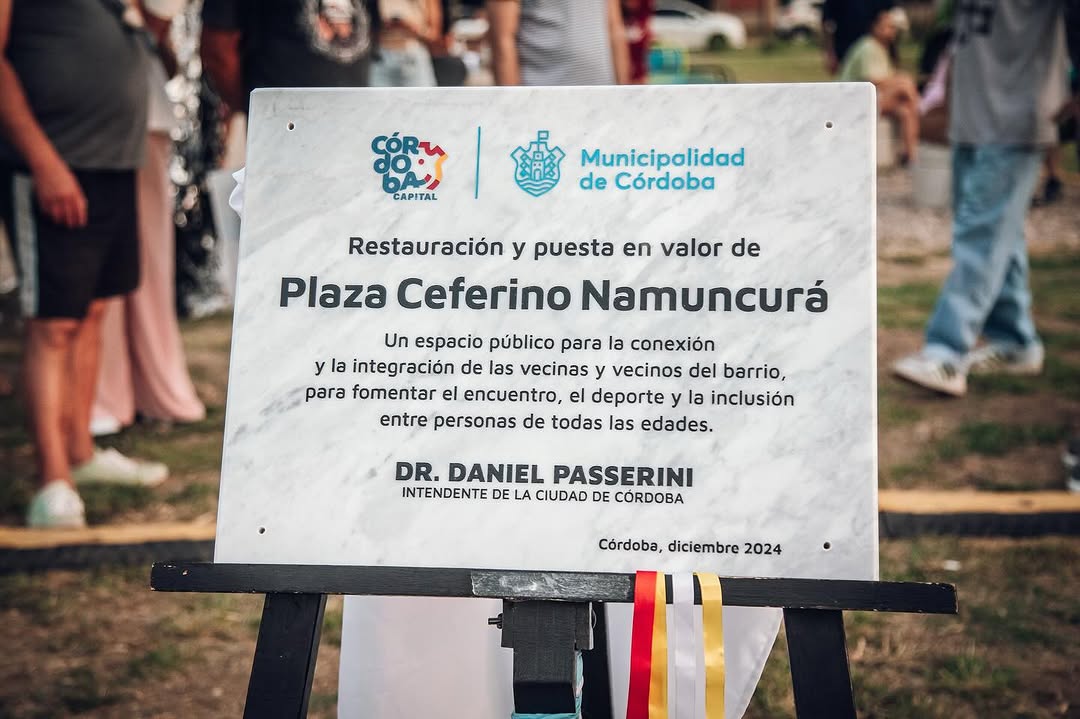 CÓR
DO
BA
CAPITAL
Municipalidad
de Córdoba
Restauración y puesta en valor de
Plaza Ceferino Namuncurá
Un espacio público para la conexión
y la integración de las vecinas y vecinos del barrio,
para fomentar el encuentro, el deporte y la inclusión
entre personas de todas las edades.
DR. DANIEL PASSERINI
INTENDENTE DE LA CIUDAD DE CÓRDOBA
Córdoba, diciembre 2024